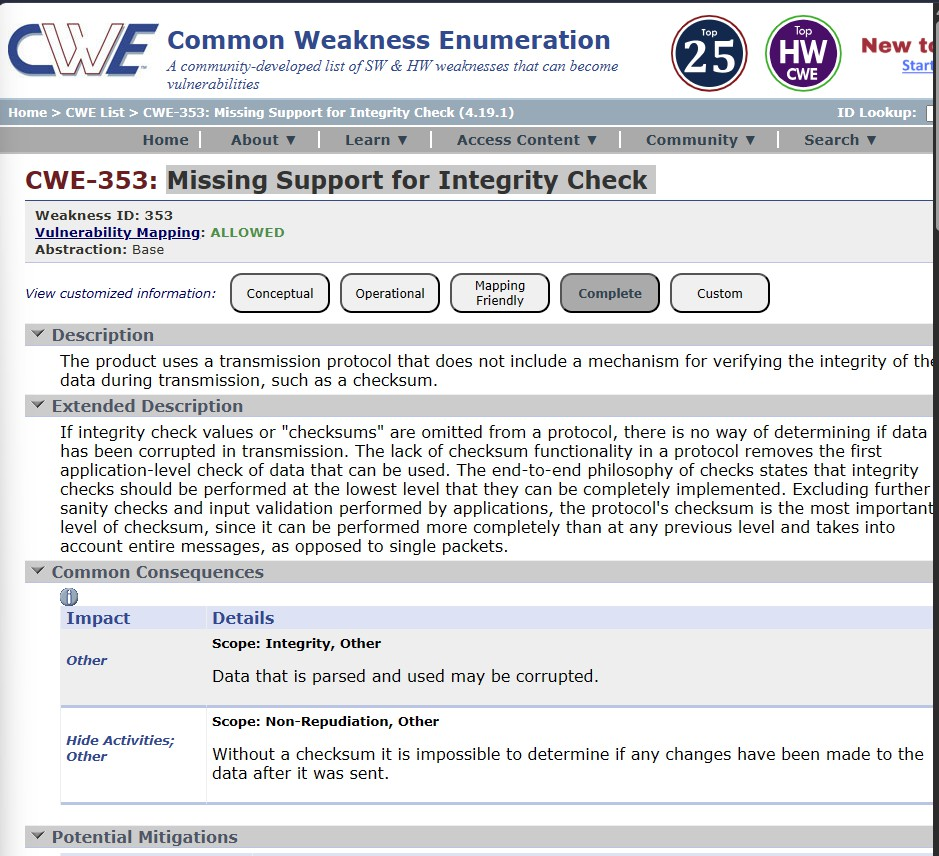 CWE
Common Weakness Enumeration
A community-developed list of SW & HW weaknesses that can become
vulnerabilities
Top
25
Top
HW
CWE
New to
Start
Home > CWE List > CWE-353: Missing Support for Integrity Check (4.19.1)
ID Lookup:
Home
About ▼
Learn ▼
Access Content ▼
Community ▼
Search ▼
CWE-353: Missing Support for Integrity Check
Weakness ID: 353
Vulnerability Mapping: ALLOWED
Abstraction: Base
View customized information:
Conceptual
Operational
Mapping
Friendly
Complete
Custom
Description
The product uses a transmission protocol that does not include a mechanism for verifying the integrity of the
data during transmission, such as a checksum.
Extended Description
If integrity check values or "checksums" are omitted from a protocol, there is no way of determining if data
has been corrupted in transmission. The lack of checksum functionality in a protocol removes the first
application-level check of data that can be used. The end-to-end philosophy of checks states that integrity
checks should be performed at the lowest level that they can be completely implemented. Excluding further
sanity checks and input validation performed by applications, the protocol's checksum is the most important
level of checksum, since it can be performed more completely than at any previous level and takes into
account entire messages, as opposed to single packets.
Common Consequences
Impact
Details
Other
Scope: Integrity, Other
Data that is parsed and used may be corrupted.
Hide Activities;
Other
Scope: Non-Repudiation, Other
Without a checksum it is impossible to determine if any changes have been made to the
data after it was sent.
Potential Mitigations